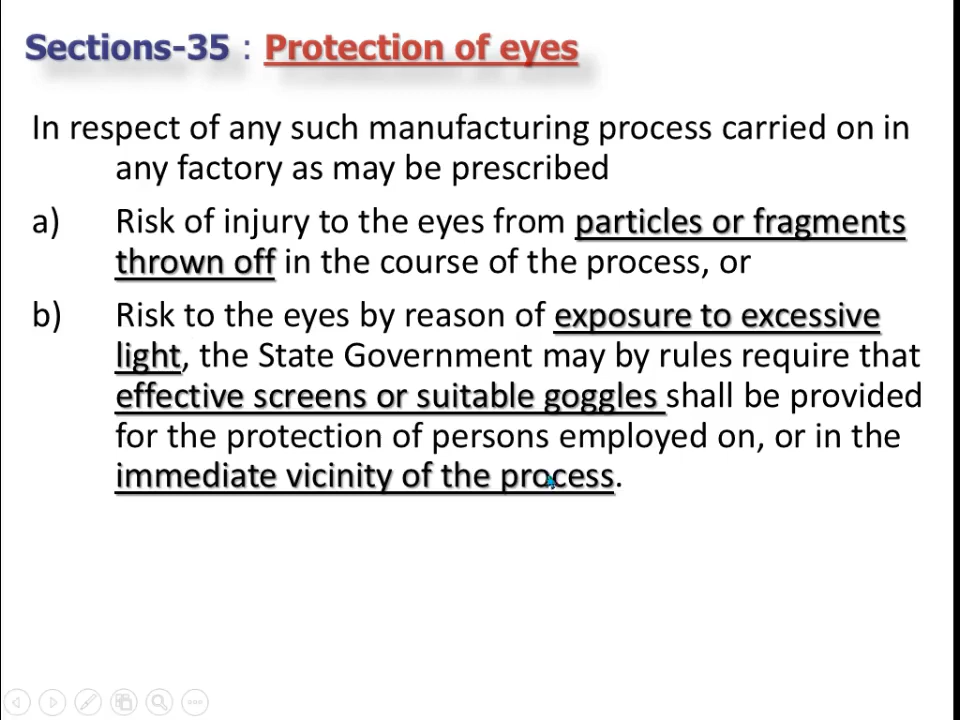 Sections-35 : Protection of eyes
In respect of any such manufacturing process carried on in
any factory as may be prescribed
a) Risk of injury to the eyes from particles or fragments
thrown off in the course of the process, or
b) Risk to the eyes by reason of exposure to excessive
light, the State Government may by rules require that
effective screens or suitable goggles shall be provided
for the protection of persons employed on, or in the
immediate vicinity of the process.